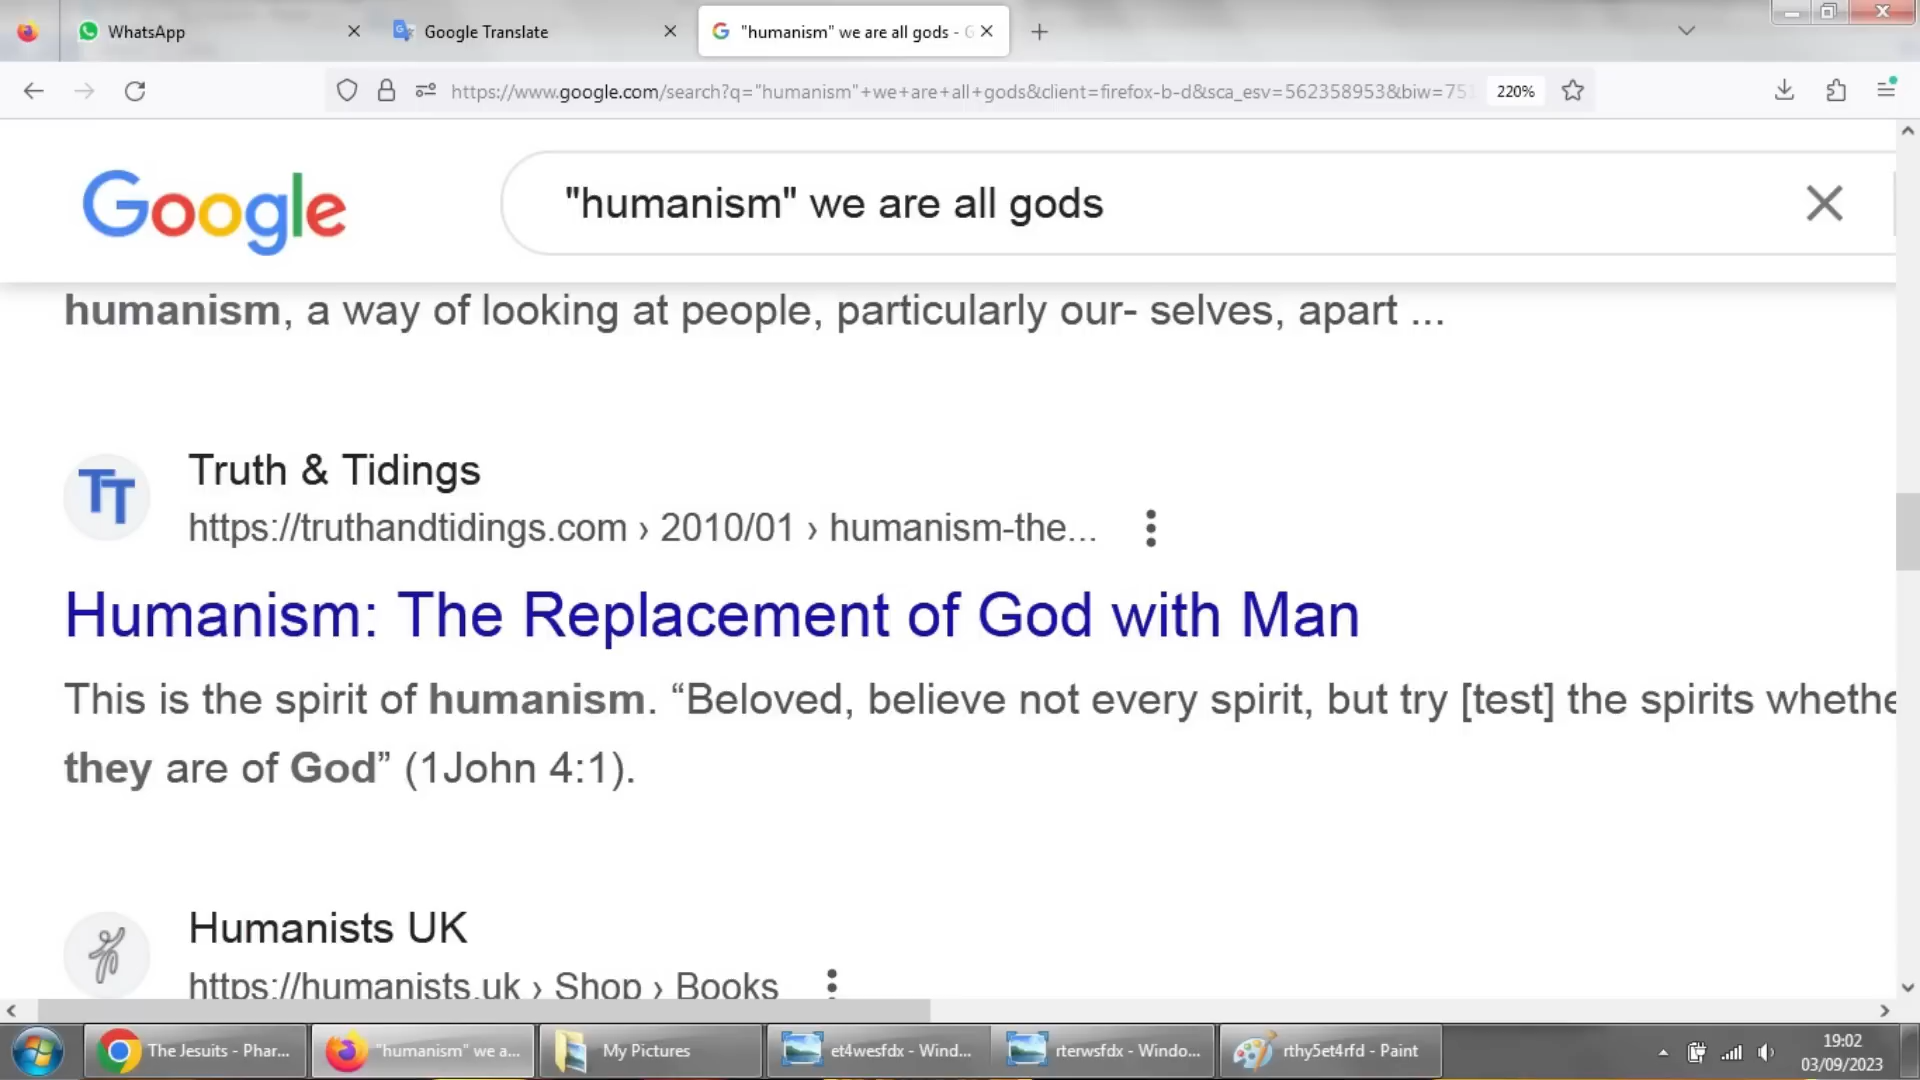 WhatsApp
Google Translate
"humanism" we are all gods - G
https://www.google.com/search?q="humanism"+we+are+all+gods&client=firefox-b-d&sca_esv=562358953&biw=751
220%
Google
"humanism" we are all gods
humanism, a way of looking at people, particularly our- selves, apart ...
TT
Truth & Tidings
https://truthandtidings.com › 2010/01 › humanism-the...
Humanism: The Replacement of God with Man
This is the spirit of humanism. “Beloved, believe not every spirit, but try [test] the spirits whethe
they are of God” (1John 4:1).
Humanists UK
https://humanists.uk › Shop › Books
The Jesuits - Phar...
"humanism" we a...
My Pictures
et4wesfdx - Wind...
rterwsfdx - Windo...
rthy5et4rfd - Paint
19:02
03/09/2023